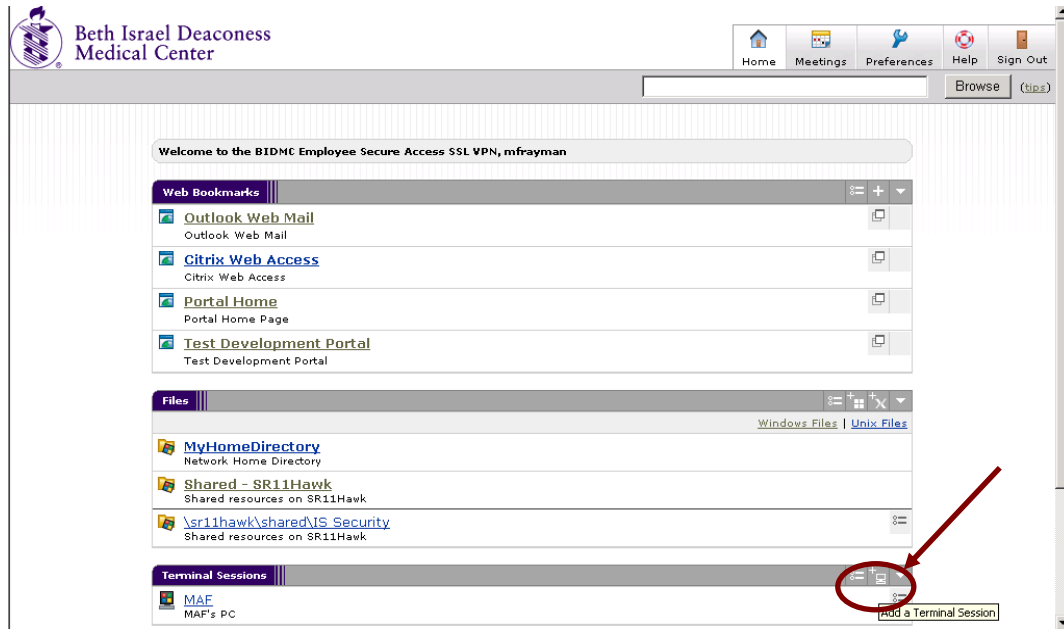 Beth Israel Deaconess
Medical Center
Home Meetings Preferences Help Sign Out
Browse (tips)
Welcome to the BIDMC Employee Secure Access SSL VPN, mfrayman
Web Bookmarks
Outlook Web Mail
Outlook Web Mail
Citrix Web Access
Citrix Web Access
Portal Home
Portal Home Page
Test Development Portal
Test Development Portal
Files
Windows Files | Unix Files
MyHomeDirectory
Network Home Directory
Shared - SR11Hawk
Shared resources on SR11Hawk
\sr11hawk\shared\IS Security
Shared resources on SR11Hawk
Terminal Sessions
MAF
MAF's PC
Add a Terminal Session